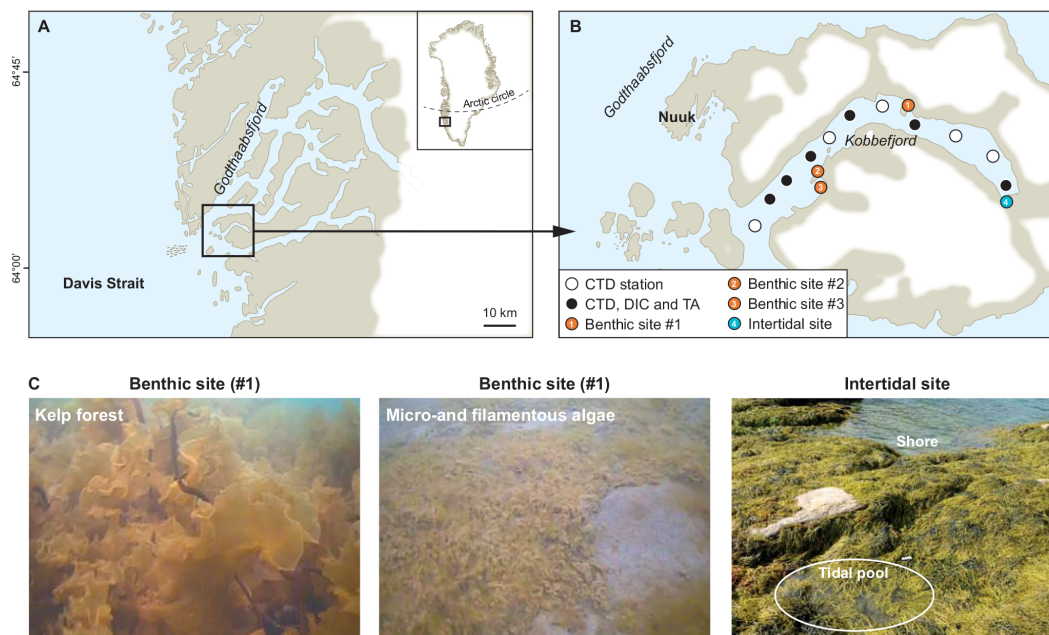 A
64°45'
64°00'
Godthaabsfjord
Davis Strait
Arctic circle
10 km
B
Godthaabsfjord
Nuuk
Kobbefjord
1
2
3
4
CTD station
CTD, DIC and TA
1 Benthic site #1
2 Benthic site #2
3 Benthic site #3
4 Intertidal site
C
Benthic site (#1)
Kelp forest
Benthic site (#1)
Micro-and filamentous algae
Intertidal site
Shore
Tidal pool